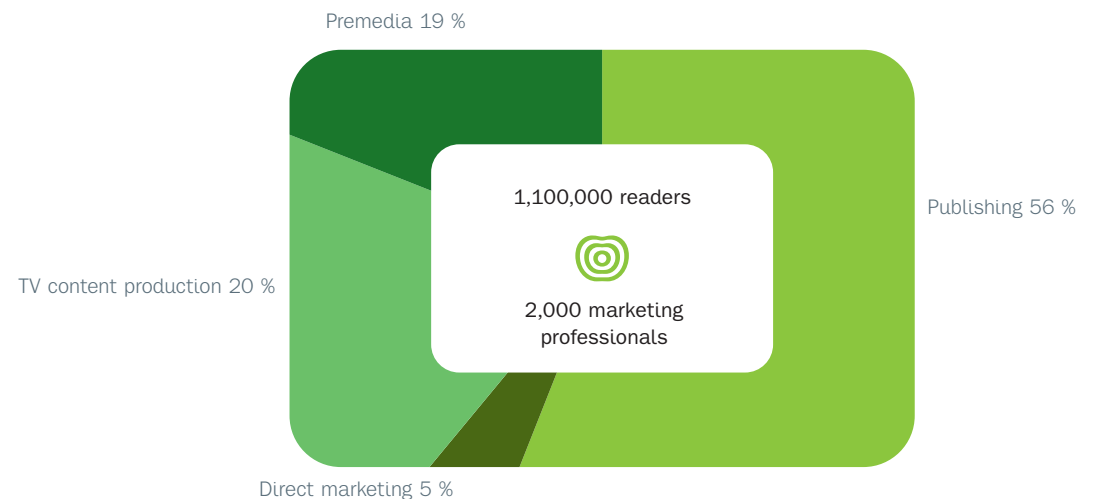 Premedia 19 %
1,100,000 readers
Publishing 56 %
TV content production 20 %
2,000 marketing
professionals
Direct marketing 5 %